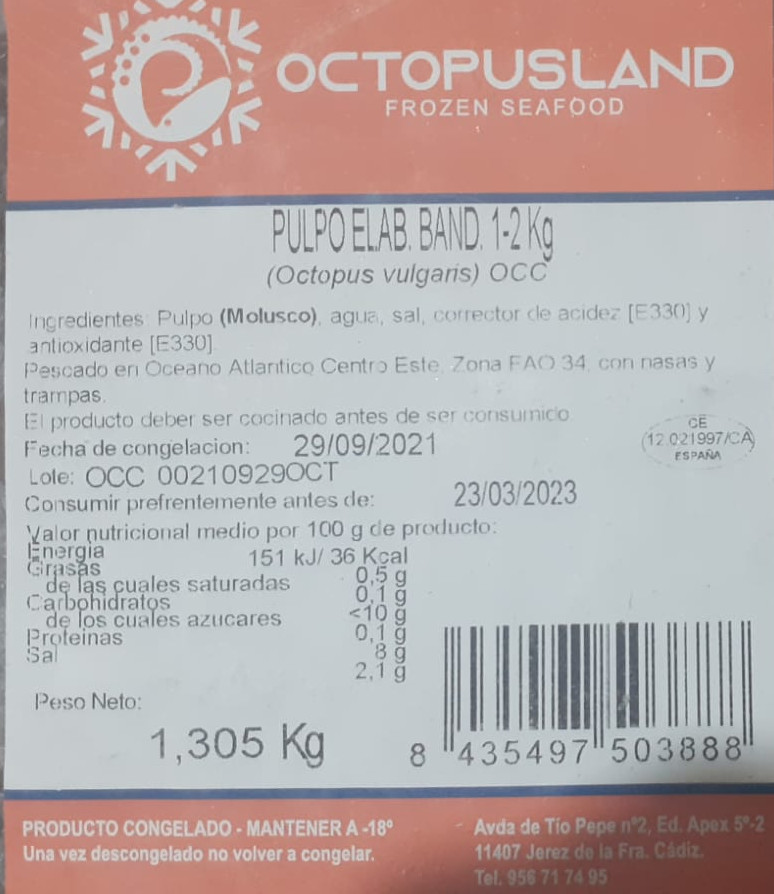 OCTOPUSLAND
FROZEN SEAFOOD
PULPO ELAB. BAND. 1-2 Kg
(Octopus vulgaris) OCC
Ingredientes: Pulpo (Molusco), agua, sal, corrector de acidez [E330] y
antioxidante [E330]
Pescado en Oceano Atlantico Centro Este. Zona FAO 34, con nasas y
trampas.
El producto deber ser cocinado antes de ser consumido
CE
12.021997/CA
ESPAÑA
Fecha de congelacion: 29/09/2021
Lote: OCC 00210929OCT
Consumir prefrentemente antes de: 23/03/2023
Valor nutricional medio por 100 g de producto:
Energia 151 kJ/ 36 Kcal
Grasas 0,5 g
de las cuales saturadas 0,1 g
Carbohidratos <10 g
de los cuales azucares 0,1 g
Proteinas 8 g
Sal 2,1 g
Peso Neto:
1,305 Kg
8 435497 503888
PRODUCTO CONGELADO - MANTENER A -18º
Una vez descongelado no volver a congelar.
Avda de Tío Pepe nº2, Ed. Apex 5º-2
11407 Jerez de la Fra. Cádiz.
Tel. 956 71 74 95